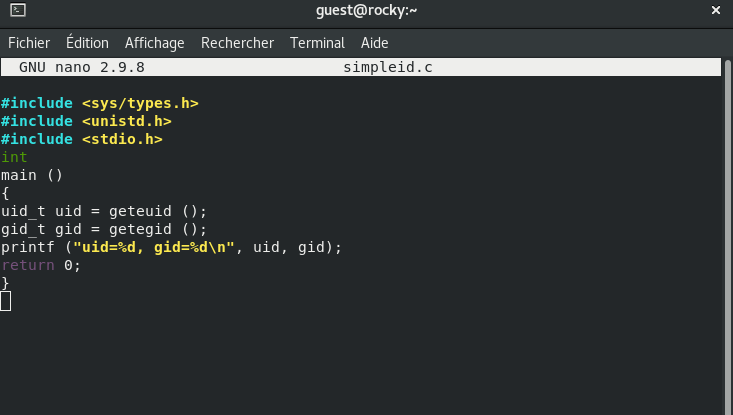 guest@rocky:~
Fichier Édition Affichage Rechercher Terminal Aide
GNU nano 2.9.8 simpleid.c
#include <sys/types.h>
#include <unistd.h>
#include <stdio.h>
int
main ()
{
uid_t uid = geteuid ();
gid_t gid = getegid ();
printf ("uid=%d, gid=%d\n", uid, gid);
return 0;
}